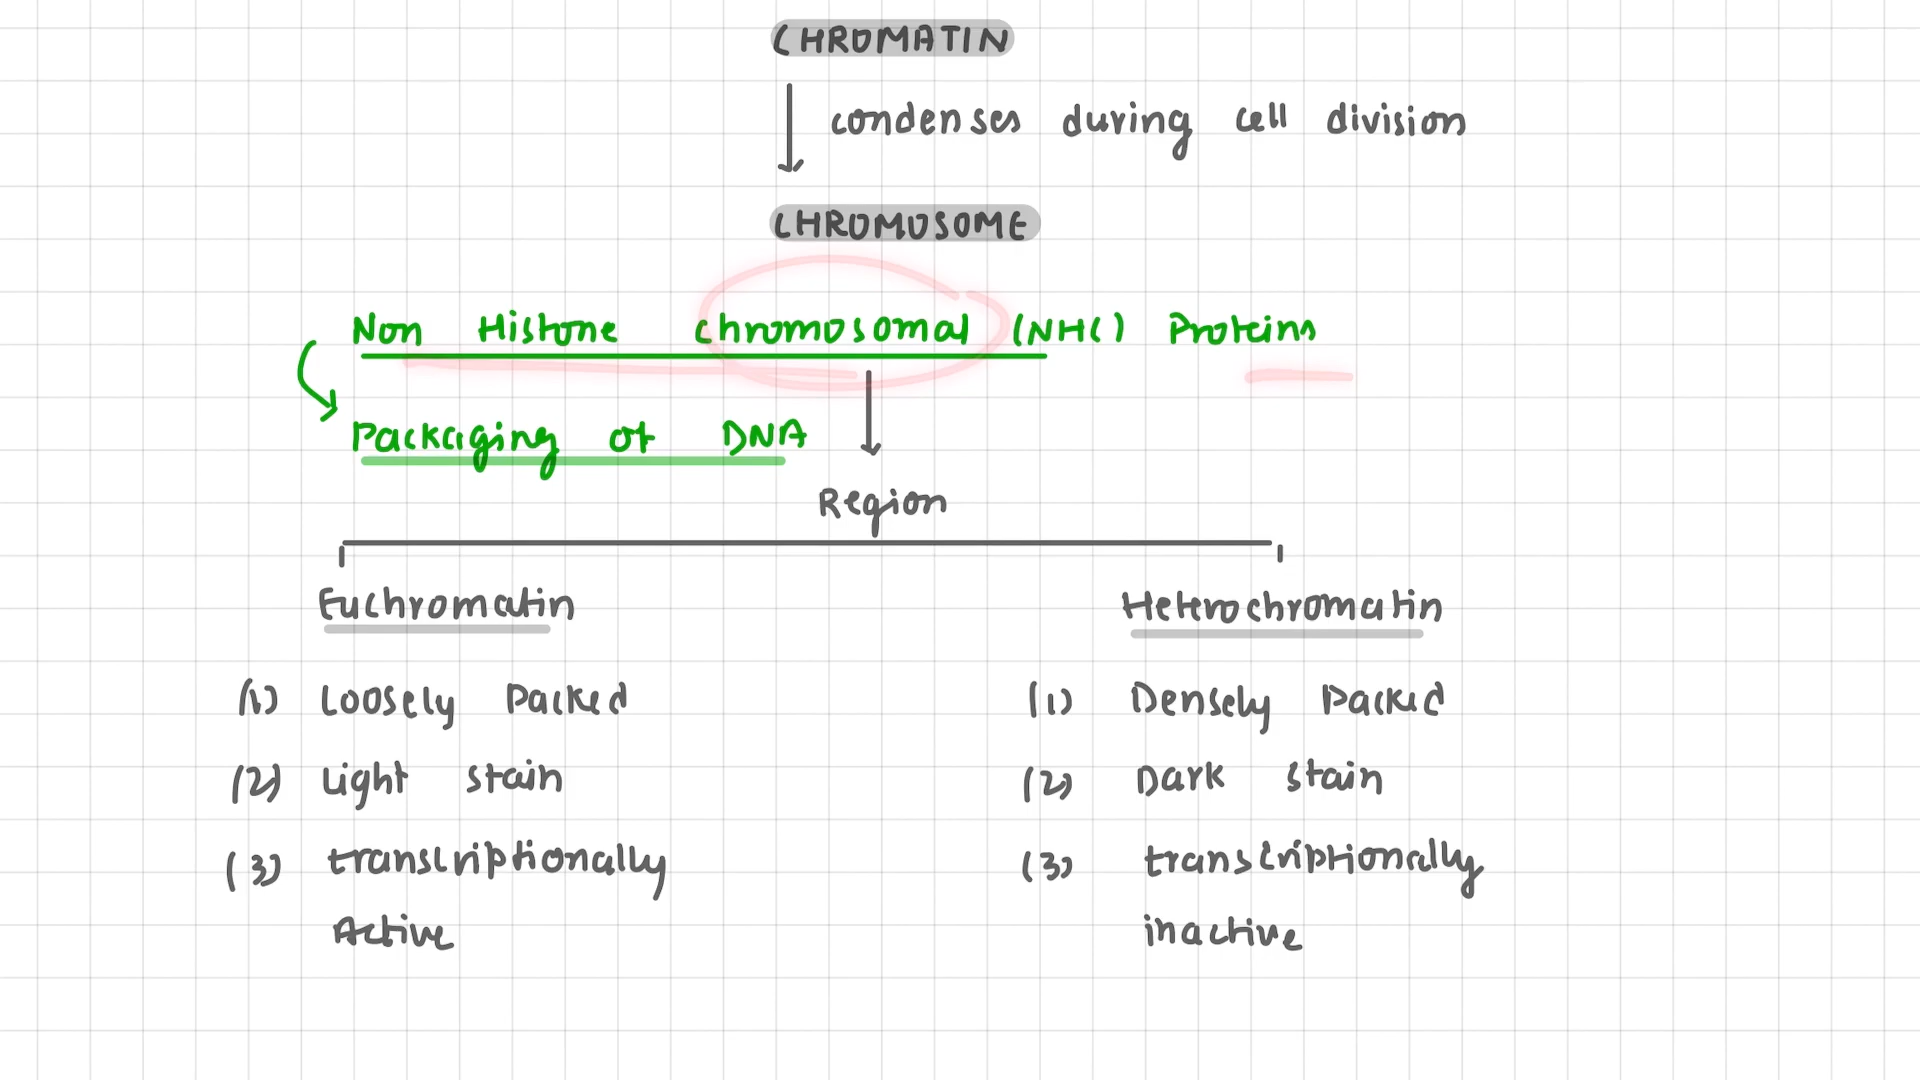 CHROMATIN
condenses during cell division
CHROMOSOME
Non Histone chromosomal (NHC) Proteins
Packaging of DNA
Region
Euchromatin
Heterochromatin
(1) Loosely packed
(1) Densely packed
(2) Light stain
(2) Dark stain
(3) transcriptionally
Active
(3) transcriptionally
inactive